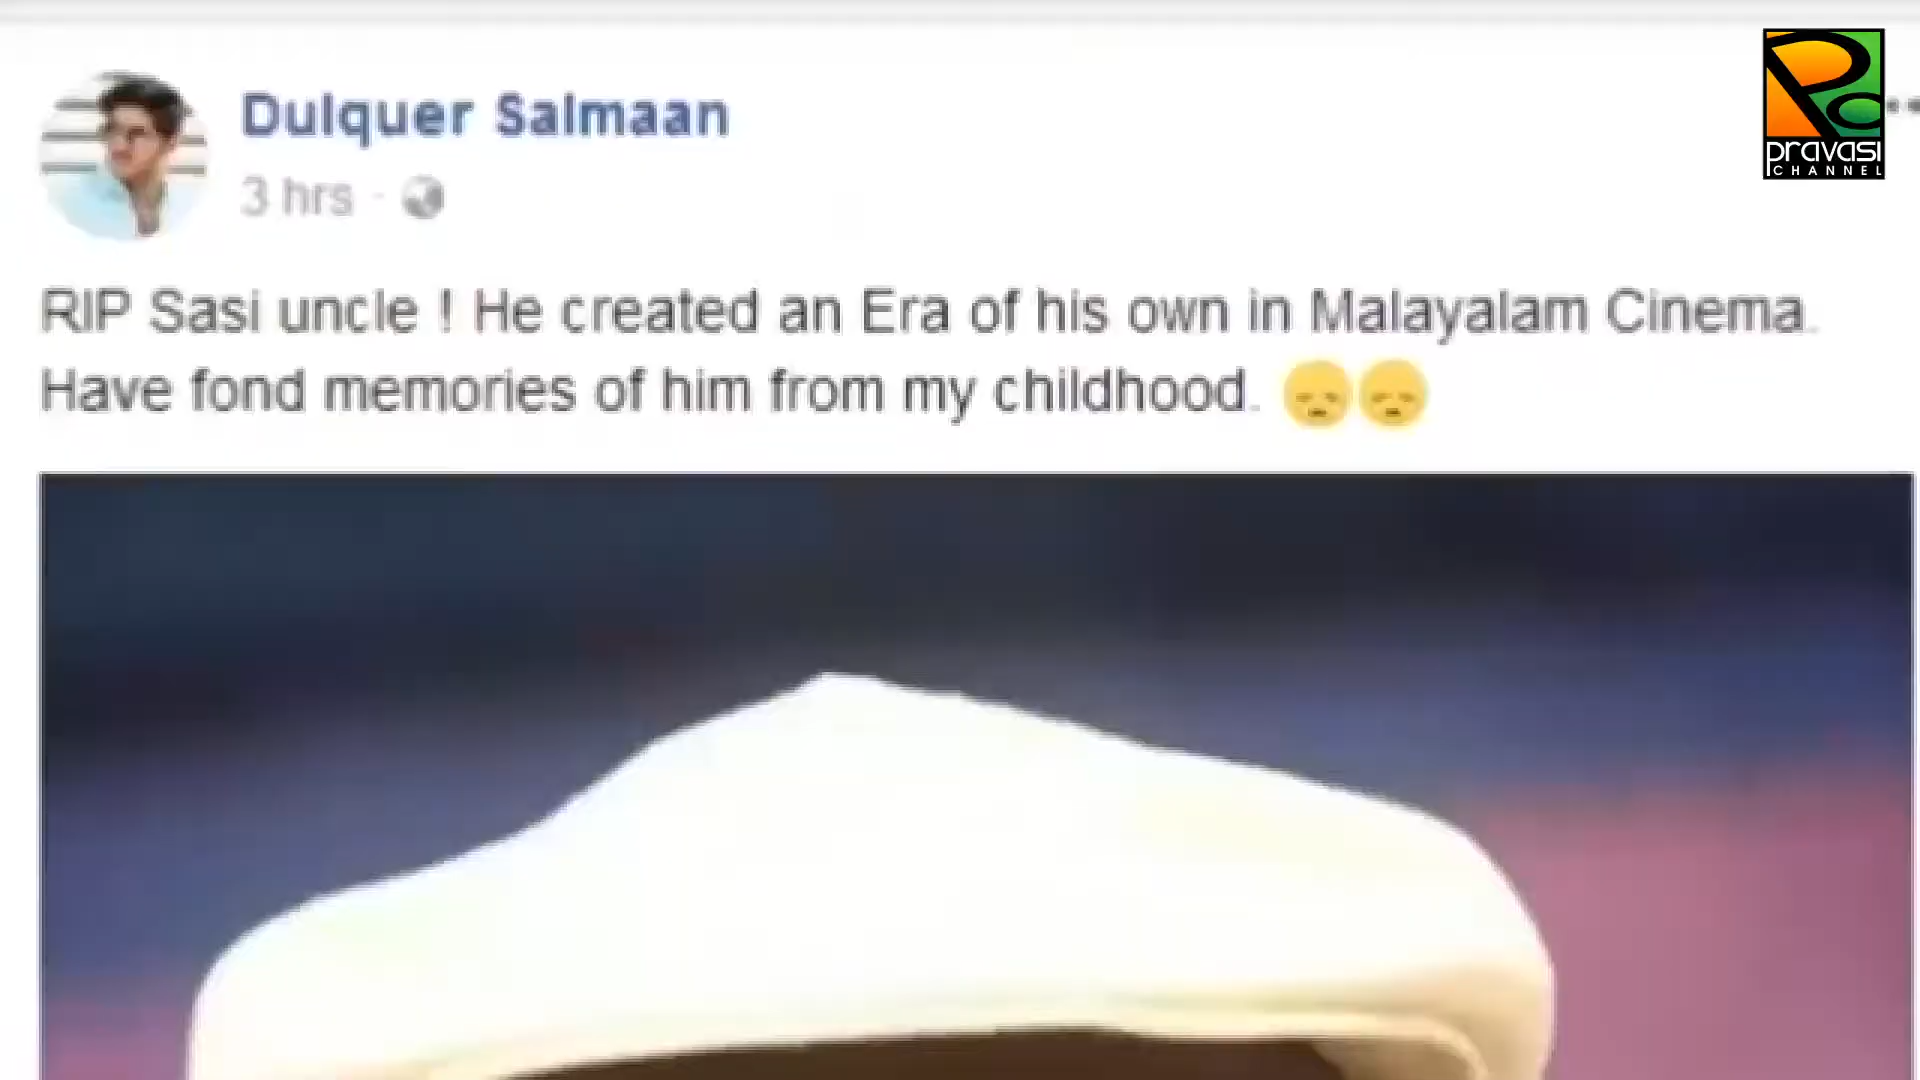 Dulquer Salmaan
3 hrs ·
RIP Sasi uncle ! He created an Era of his own in Malayalam Cinema.
Have fond memories of him from my childhood. 😞😞
pravasi
CHANNEL